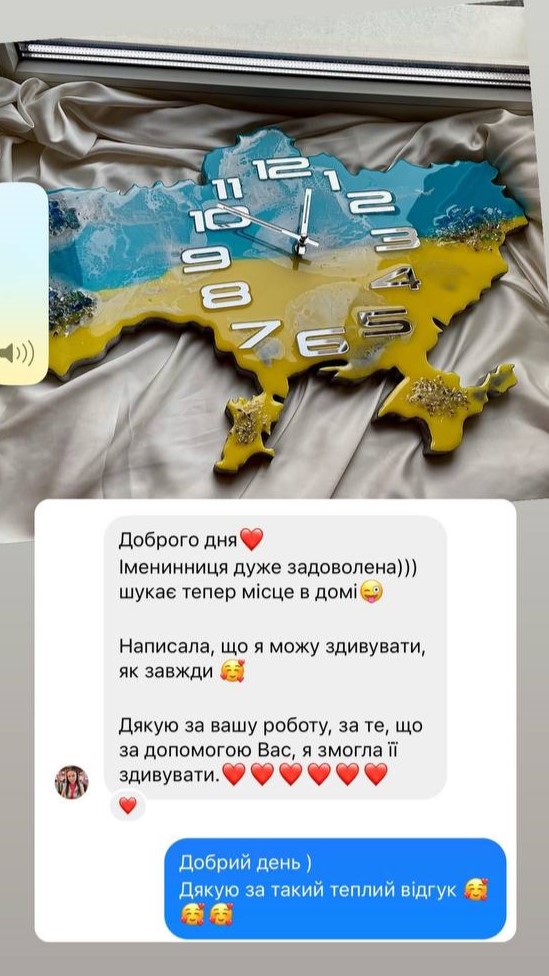 12
11
1
10
2
9
3
8
4
7
6
5
Доброго дня❤️
Іменинниця дуже задоволена)))
шукає тепер місце в домі😜
Написала, що я можу здивувати,
як завжди 🥰
Дякую за вашу роботу, за те, що
за допомогою Вас, я змогла її
здивувати.❤️❤️❤️❤️❤️❤️
❤️
Добрий день )
Дякую за такий теплий відгук 🥰
🥰🥰